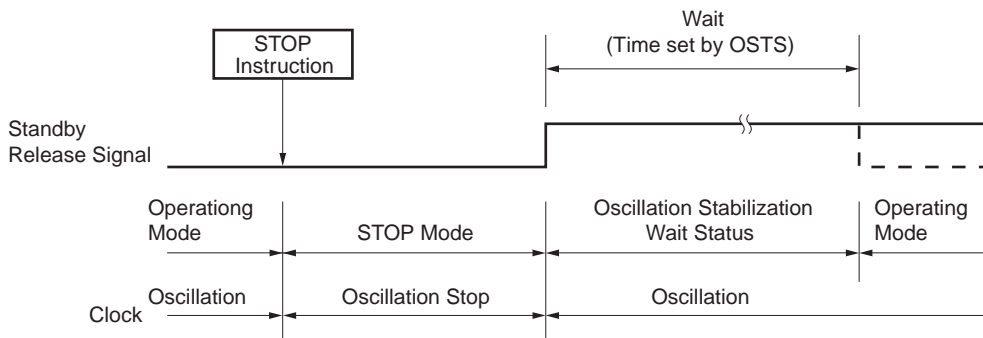 Wait
(Time set by OSTS)
STOP
Instruction
Standby
Release Signal
Operationg
Mode
STOP Mode
Oscillation Stabilization
Wait Status
Operating
Mode
Clock
Oscillation
Oscillation Stop
Oscillation